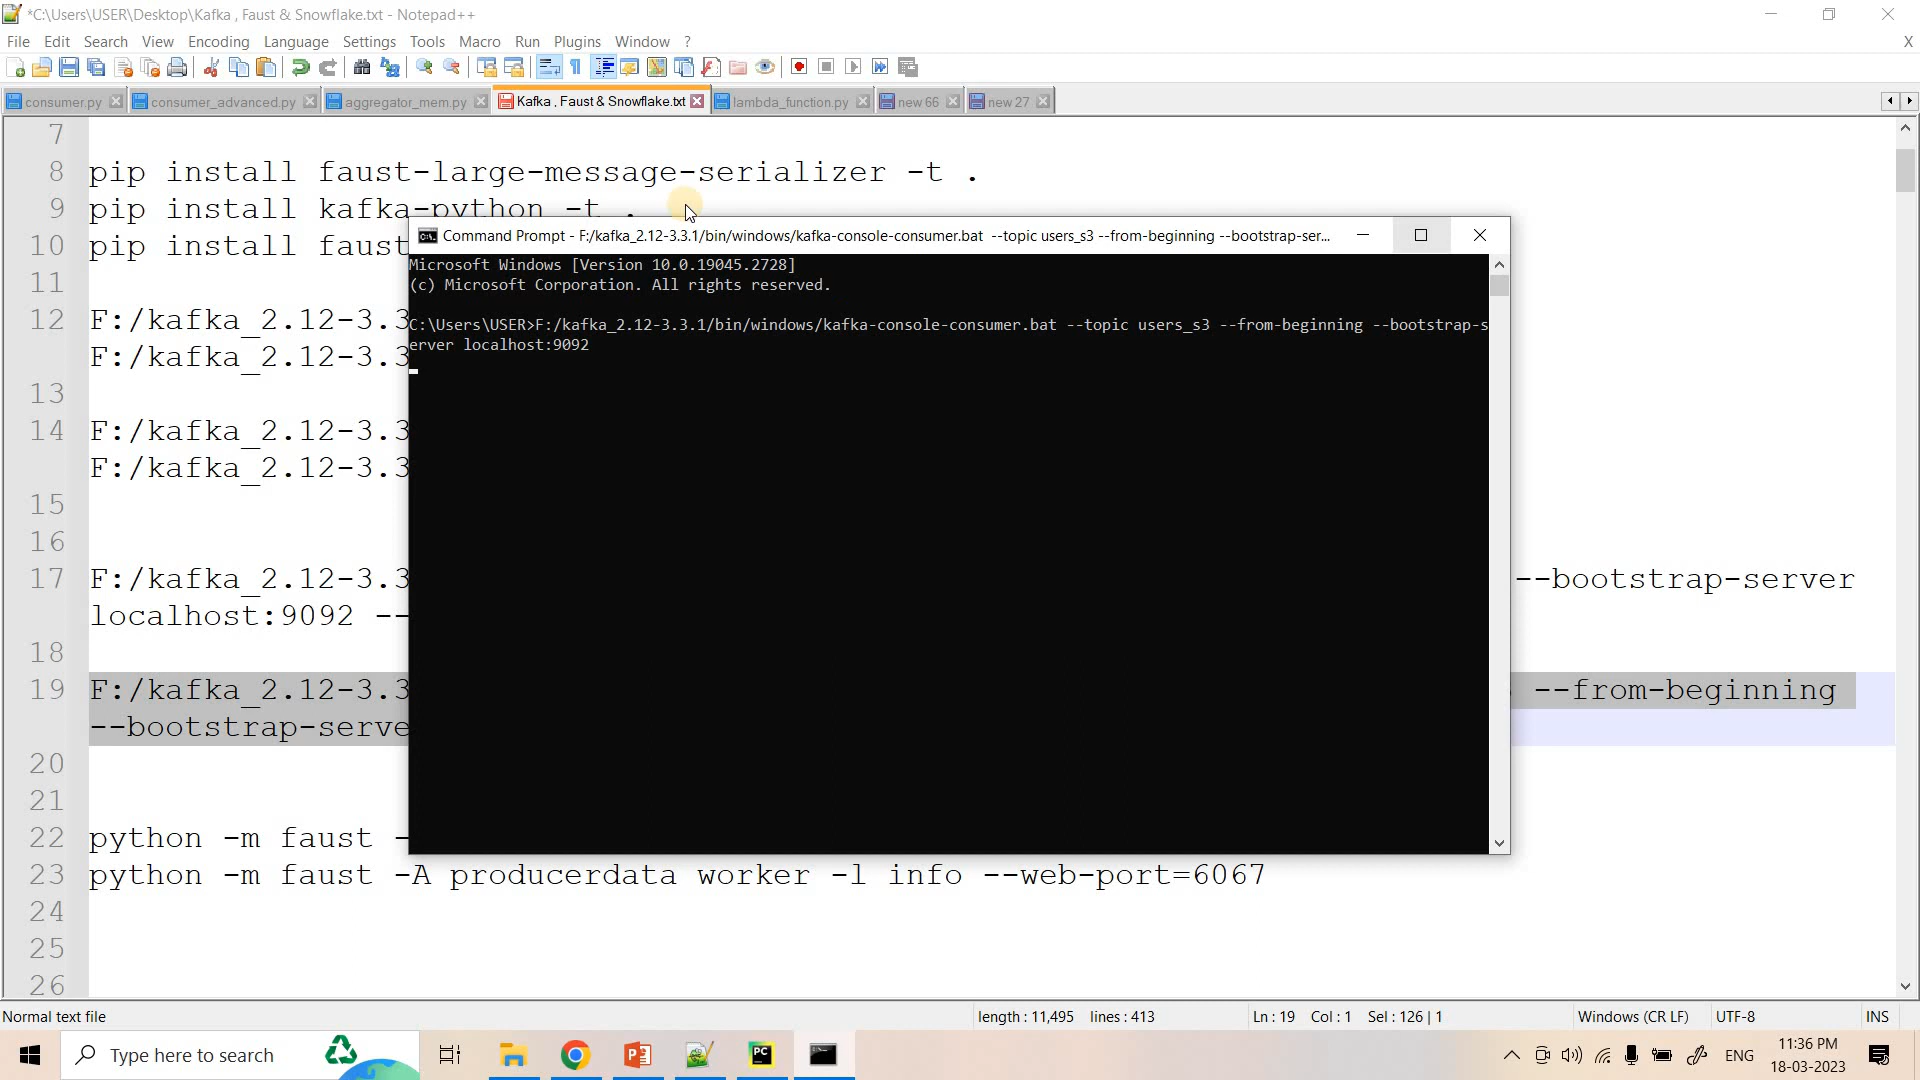 *C:\Users\USER\Desktop\Kafka , Faust & Snowflake.txt - Notepad++
File Edit Search View Encoding Language Settings Tools Macro Run Plugins Window ? X
consumer.py consumer_advanced.py aggregator_mem.py Kafka , Faust & Snowflake.txt lambda_function.py new 66 new 27
7
8 pip install faust-large-message-serializer -t .
9 pip install kafka-python -t .
10 pip install faust
Command Prompt - F:/kafka_2.12-3.3.1/bin/windows/kafka-console-consumer.bat --topic users_s3 --from-beginning --bootstrap-ser...
Microsoft Windows [Version 10.0.19045.2728]
(c) Microsoft Corporation. All rights reserved.
C:\Users\USER>F:/kafka_2.12-3.3.1/bin/windows/kafka-console-consumer.bat --topic users_s3 --from-beginning --bootstrap-s
erver localhost:9092
11
12 F:/kafka_2.12-3.3
F:/kafka_2.12-3.3
13
14 F:/kafka_2.12-3.3
F:/kafka_2.12-3.3
15
16
17 F:/kafka_2.12-3.3 --bootstrap-server
localhost:9092 --
18
19 F:/kafka_2.12-3.3 --from-beginning
--bootstrap-serve
20
21
22 python -m faust -
23 python -m faust -A producerdata worker -l info --web-port=6067
24
25
26
Normal text file length : 11,495 lines : 413 Ln : 19 Col : 1 Sel : 126 | 1 Windows (CR LF) UTF-8 INS
Type here to search ENG 11:36 PM
18-03-2023